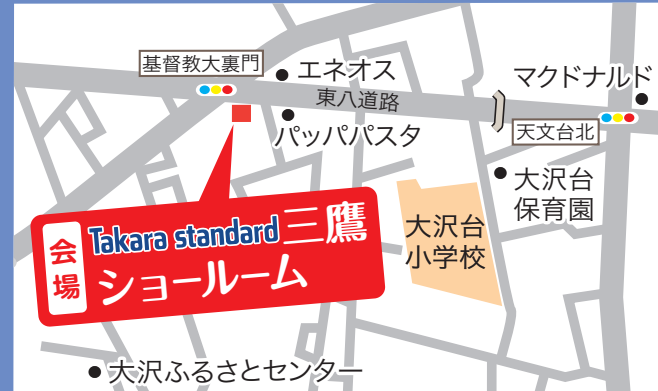 基督教大裏門
エネオス
マクドナルド
東八道路
パッパパスタ
天文台北
大沢台
保育園
会場
Takara standard 三鷹
ショールーム
大沢台
小学校
大沢ふるさとセンター